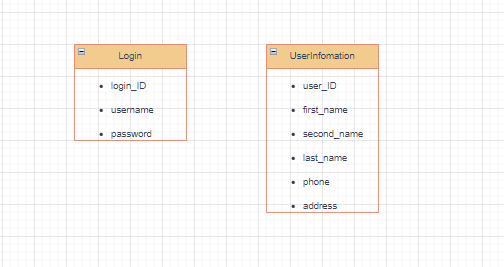 Login
login_ID
username
password
UserInfomation
user_ID
first_name
second_name
last_name
phone
address